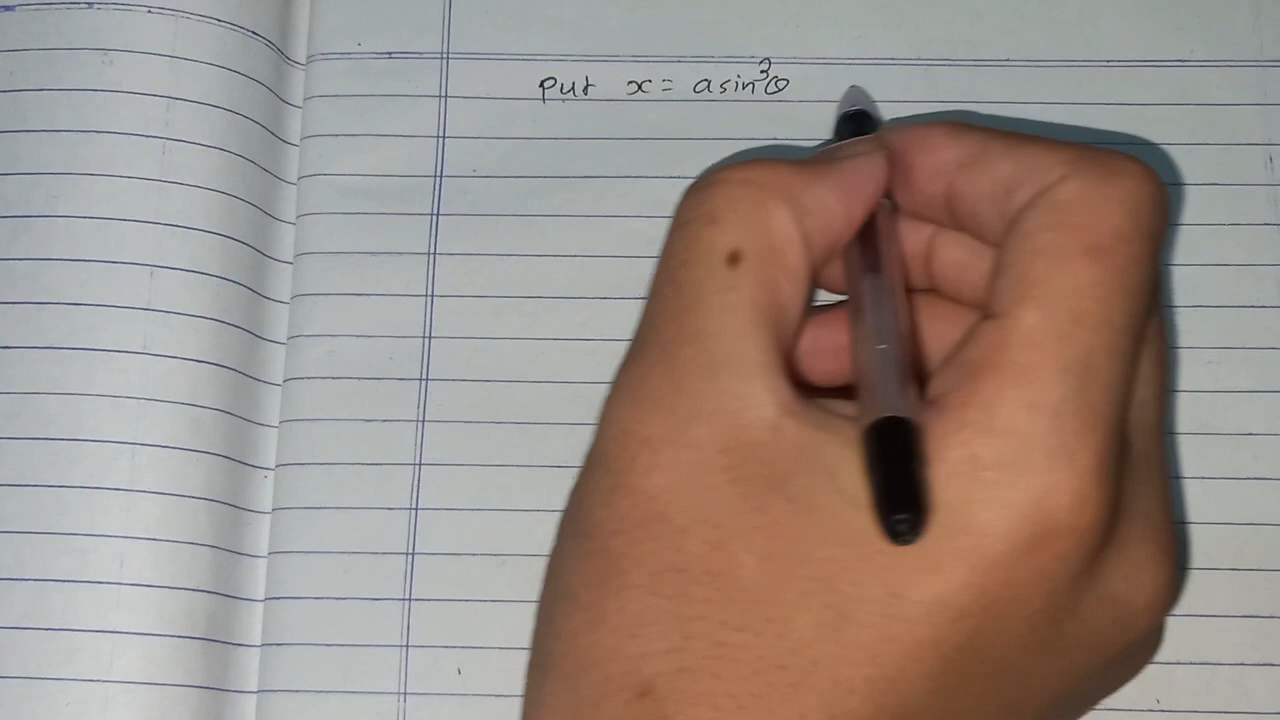 put x = asin³θ